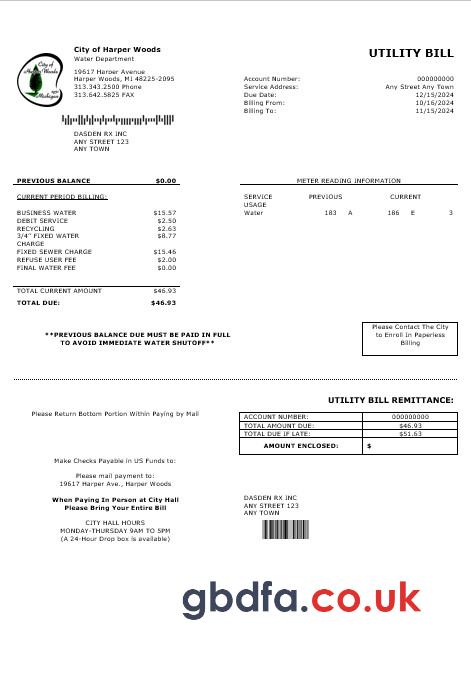 City of Harper Woods
Water Department
19617 Harper Avenue
Harper Woods, MI 48225-2095
313.343.2500 Phone
313.642.5825 FAX
UTILITY BILL
Account Number: 000000000
Service Address: Any Street Any Town
Due Date: 12/15/2024
Billing From: 10/16/2024
Billing To: 11/15/2024
City of
Harper Woods
Michigan
DASDEN RX INC
ANY STREET 123
ANY TOWN
PREVIOUS BALANCE $0.00
CURRENT PERIOD BILLING:
BUSINESS WATER $15.57
DEBIT SERVICE $2.50
RECYCLING $2.63
3/4" FIXED WATER $8.77
CHARGE
FIXED SEWER CHARGE $15.46
REFUSE USER FEE $2.00
FINAL WATER FEE $0.00
TOTAL CURRENT AMOUNT $46.93
TOTAL DUE: $46.93
METER READING INFORMATION
SERVICE PREVIOUS CURRENT
USAGE
Water 183 A 186 E 3
**PREVIOUS BALANCE DUE MUST BE PAID IN FULL
TO AVOID IMMEDIATE WATER SHUTOFF**
Please Contact The City
to Enroll In Paperless
Billing
UTILITY BILL REMITTANCE:
Please Return Bottom Portion Within Paying by Mail
ACCOUNT NUMBER: 000000000
TOTAL AMOUNT DUE: $46.93
TOTAL DUE IF LATE: $51.63
AMOUNT ENCLOSED: $
Make Checks Payable in US Funds to:
Please mail payment to:
19617 Harper Ave., Harper Woods
When Paying In Person at City Hall
Please Bring Your Entire Bill
CITY HALL HOURS
MONDAY-THURSDAY 9AM TO 5PM
(A 24-Hour Drop box is available)
DASDEN RX INC
ANY STREET 123
ANY TOWN
gbdfa.co.uk